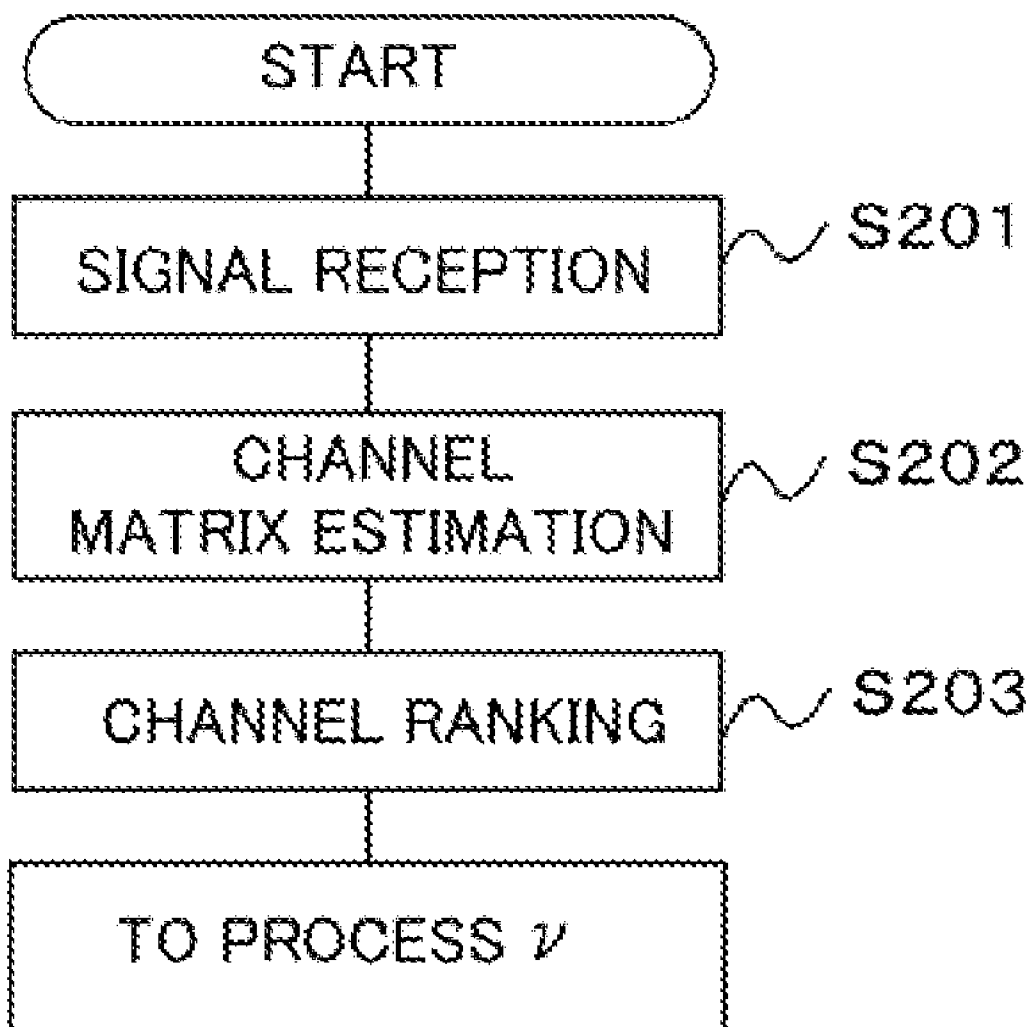 START
SIGNAL RECEPTION
S201
CHANNEL
MATRIX ESTIMATION
S202
CHANNEL RANKING
S203
TO PROCESS ν